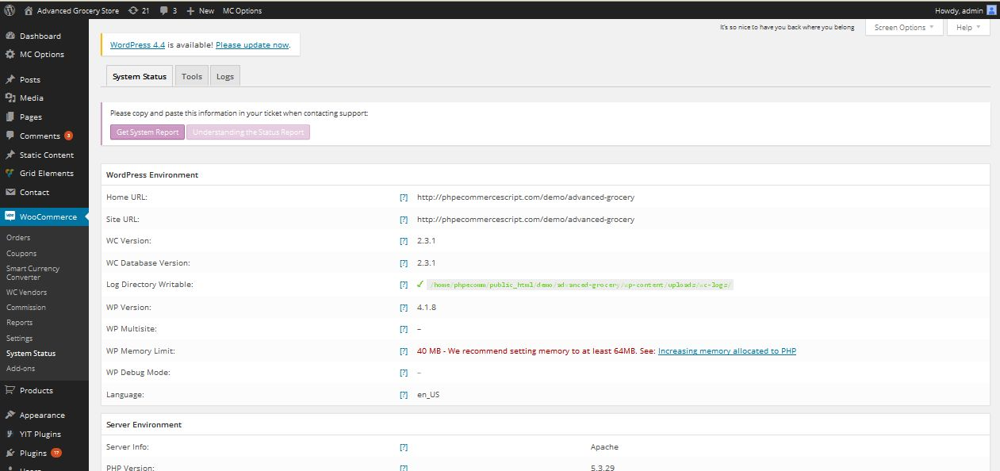 Advanced Grocery Store 21 3 New MC Options Howdy, admin
Dashboard
MC Options
Posts
Media
Pages
Comments 3
Static Content
Grid Elements
Contact
WooCommerce
Orders
Coupons
Smart Currency
Converter
WC Vendors
Commission
Reports
Settings
System Status
Add-ons
Products
Appearance
YIT Plugins
Plugins 17
Users
It's so nice to have you back where you belong Screen Options Help
WordPress 4.4 is available! Please update now.
System Status Tools Logs
Please copy and paste this information in your ticket when contacting support:
Get System Report Understanding the Status Report
WordPress Environment
Home URL: [?] http://phpecommercescript.com/demo/advanced-grocery
Site URL: [?] http://phpecommercescript.com/demo/advanced-grocery
WC Version: [?] 2.3.1
WC Database Version: [?] 2.3.1
Log Directory Writable: [?] ✓ /home/phpecomm/public_html/demo/advanced-grocery/wp-content/uploads/wc-logs/
WP Version: [?] 4.1.8
WP Multisite: [?] –
WP Memory Limit: [?] 40 MB - We recommend setting memory to at least 64MB. See: Increasing memory allocated to PHP
WP Debug Mode: [?] –
Language: [?] en_US
Server Environment
Server Info: [?] Apache
PHP Version: [?] 5.3.29